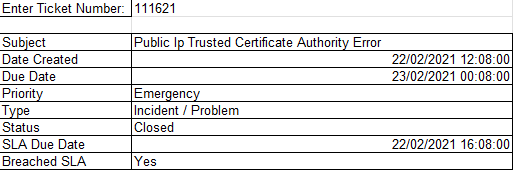 Enter Ticket Number: 111621
Subject Public Ip Trusted Certificate Authority Error
Date Created 22/02/2021 12:08:00
Due Date 23/02/2021 00:08:00
Priority Emergency
Type Incident / Problem
Status Closed
SLA Due Date 22/02/2021 16:08:00
Breached SLA Yes